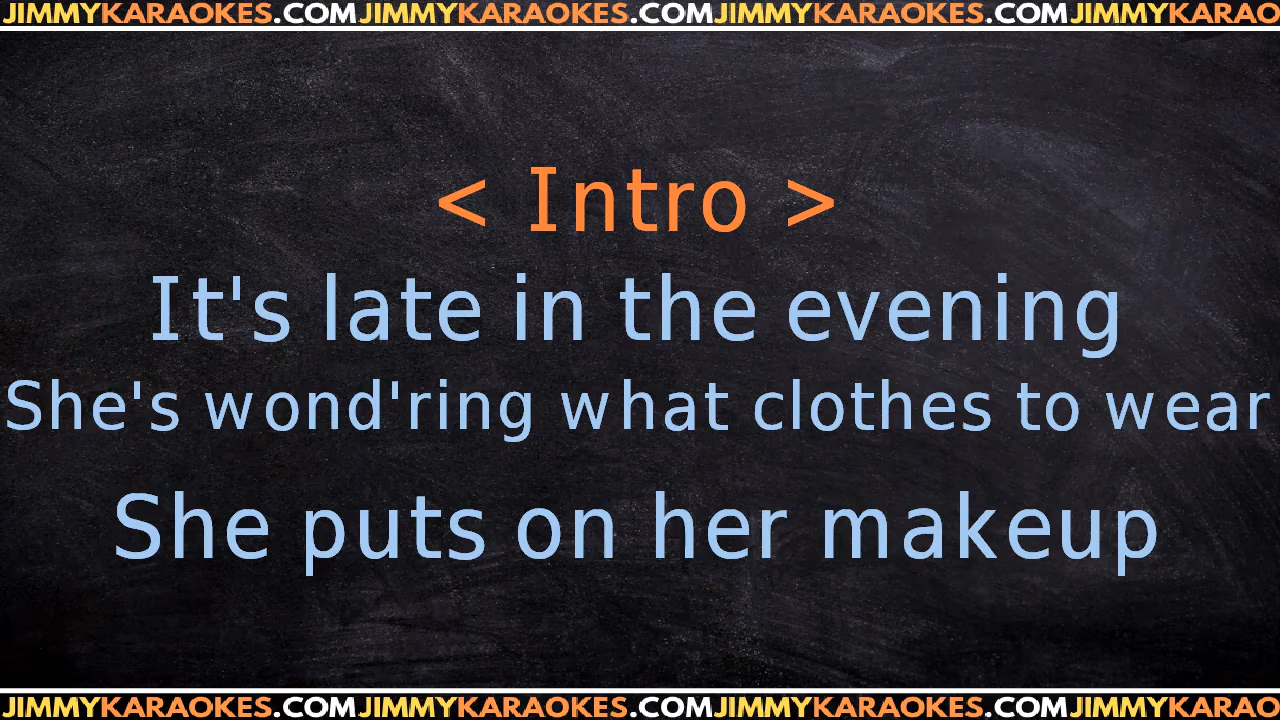 JIMMYKARAOKES.COMJIMMYKARAOKES.COMJIMMYKARAOKES.COMJIMMYKARAO
< Intro >
It's late in the evening
She's wond'ring what clothes to wear
She puts on her makeup
JIMMYKARAOKES.COMJIMMYKARAOKES.COMJIMMYKARAOKES.COMJIMMYKARAO